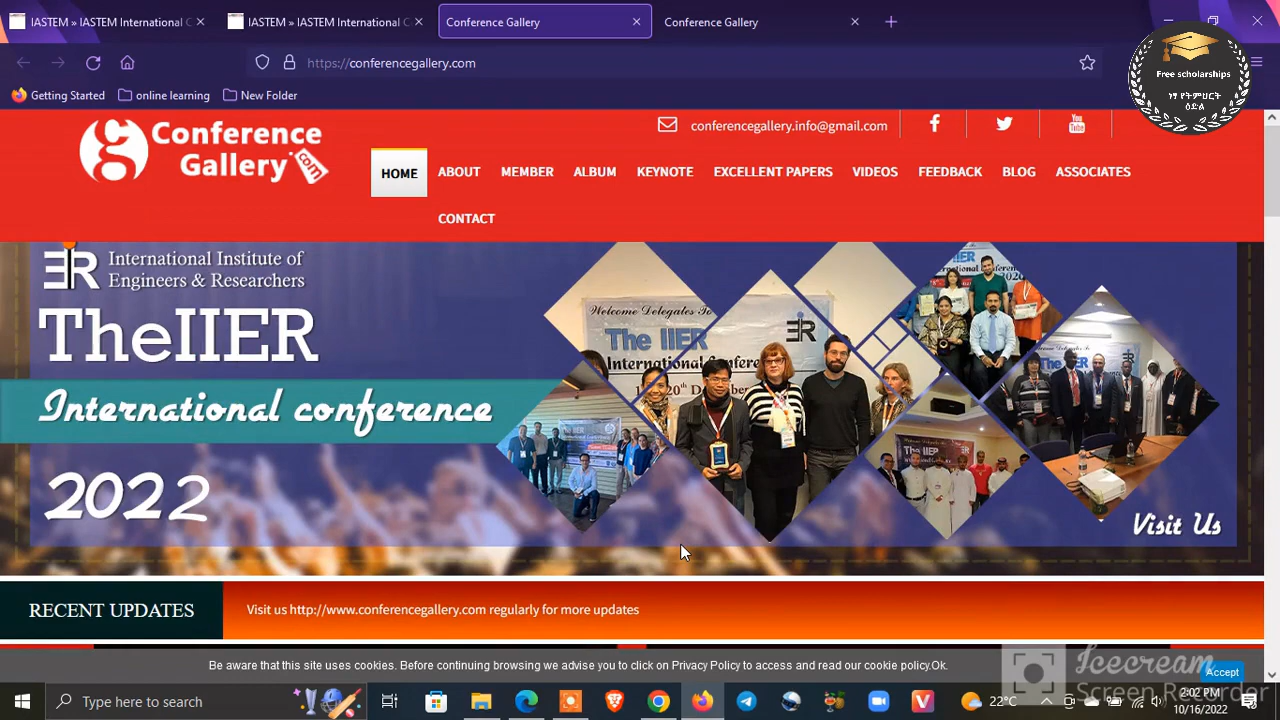 IASTEM » IASTEM International C
IASTEM » IASTEM International C
Conference Gallery
Conference Gallery
https://conferencegallery.com
Getting Started
online learning
New Folder
Free scholarships
ነፃ የትምህርት
ዕድል
Conference
Gallery
.com
conferencegallery.info@gmail.com
You
Tube
HOME
ABOUT
MEMBER
ALBUM
KEYNOTE
EXCELLENT PAPERS
VIDEOS
FEEDBACK
BLOG
ASSOCIATES
CONTACT
International Institute of
Engineers & Researchers
TheIIER
International conference
2022
Welcome Delegates To
The IIER
Visit Us
RECENT UPDATES
Visit us http://www.conferencegallery.com regularly for more updates
Be aware that this site uses cookies. Before continuing browsing we advise you to click on Privacy Policy to access and read our cookie policy.Ok.
Accept
Icecream
Screen Recorder
Type here to search
22°C
2:02 PM
10/16/2022